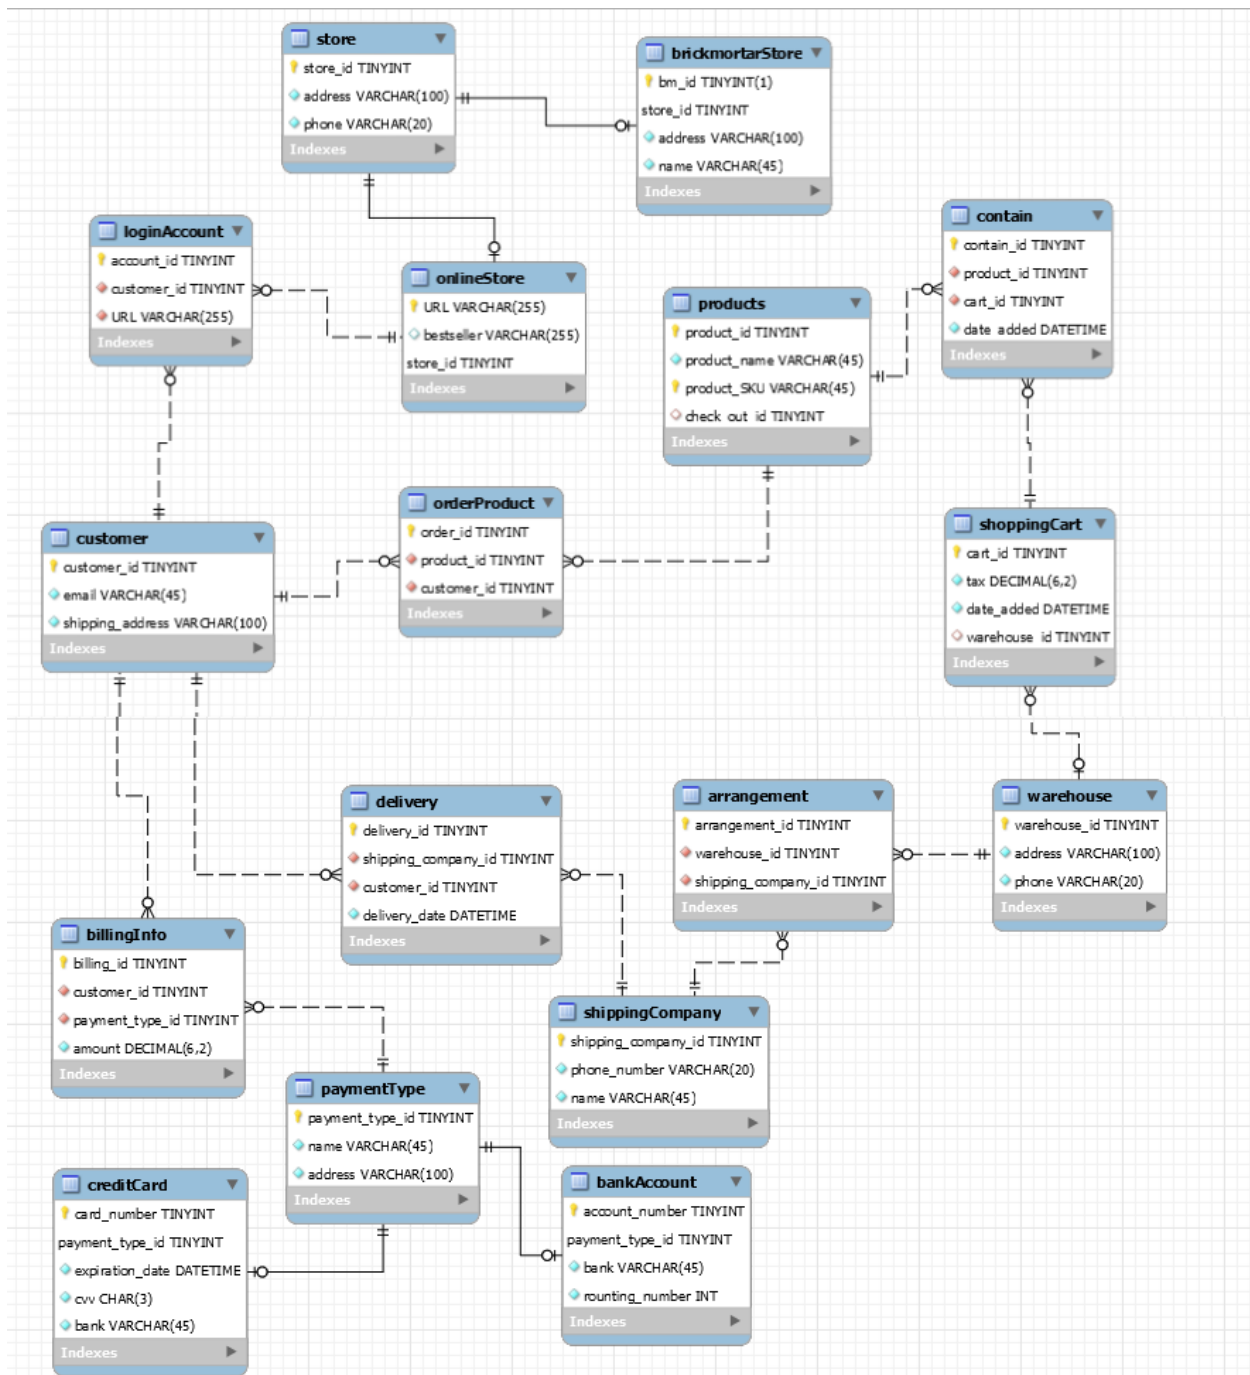 store
store_id TINYINT
address VARCHAR(100)
phone VARCHAR(20)
Indexes
brickmortarStore
bm_id TINYINT(1)
store_id TINYINT
address VARCHAR(100)
name VARCHAR(45)
Indexes
loginAccount
account_id TINYINT
customer_id TINYINT
URL VARCHAR(255)
Indexes
onlineStore
URL VARCHAR(255)
bestseller VARCHAR(255)
store_id TINYINT
Indexes
products
product_id TINYINT
product_name VARCHAR(45)
product_SKU VARCHAR(45)
check_out_id TINYINT
Indexes
contain
contain_id TINYINT
product_id TINYINT
cart_id TINYINT
date_added DATETIME
Indexes
customer
customer_id TINYINT
email VARCHAR(45)
shipping_address VARCHAR(100)
Indexes
orderProduct
order_id TINYINT
product_id TINYINT
customer_id TINYINT
Indexes
shoppingCart
cart_id TINYINT
tax DECIMAL(6,2)
date_added DATETIME
warehouse_id TINYINT
Indexes
delivery
delivery_id TINYINT
shipping_company_id TINYINT
customer_id TINYINT
delivery_date DATETIME
Indexes
arrangement
arrangement_id TINYINT
warehouse_id TINYINT
shipping_company_id TINYINT
Indexes
warehouse
warehouse_id TINYINT
address VARCHAR(100)
phone VARCHAR(20)
Indexes
billingInfo
billing_id TINYINT
customer_id TINYINT
payment_type_id TINYINT
amount DECIMAL(6,2)
Indexes
shippingCompany
shipping_company_id TINYINT
phone_number VARCHAR(20)
name VARCHAR(45)
Indexes
paymentType
payment_type_id TINYINT
name VARCHAR(45)
address VARCHAR(100)
Indexes
creditCard
card_number TINYINT
payment_type_id TINYINT
expiration_date DATETIME
cvv CHAR(3)
bank VARCHAR(45)
Indexes
bankAccount
account_number TINYINT
payment_type_id TINYINT
bank VARCHAR(45)
rounting_number INT
Indexes